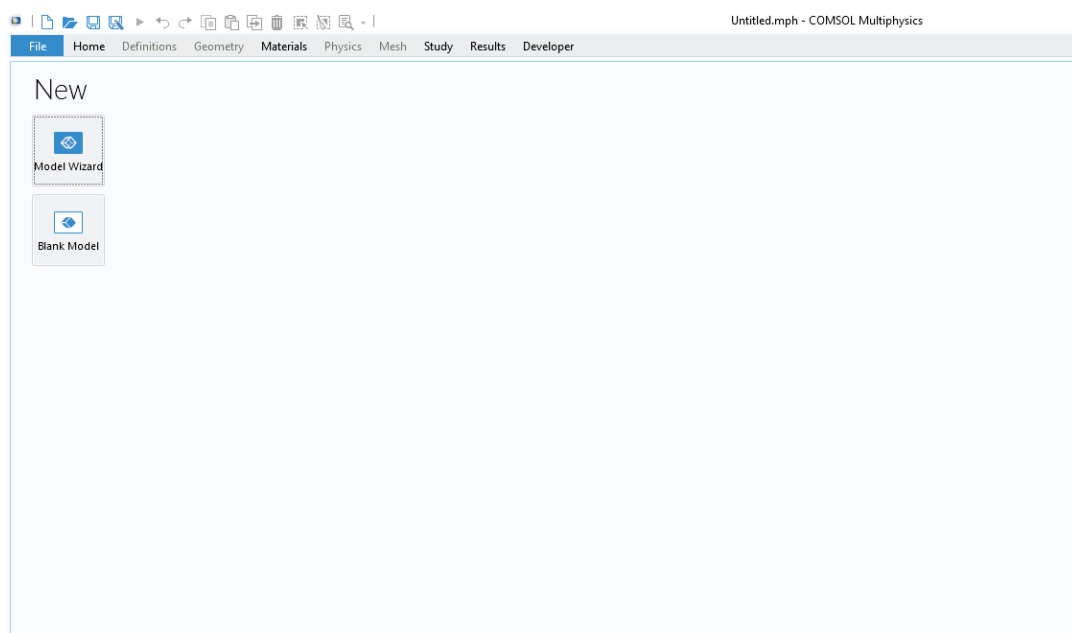 Untitled.mph - COMSOL Multiphysics
File Home Definitions Geometry Materials Physics Mesh Study Results Developer
New
Model Wizard
Blank Model